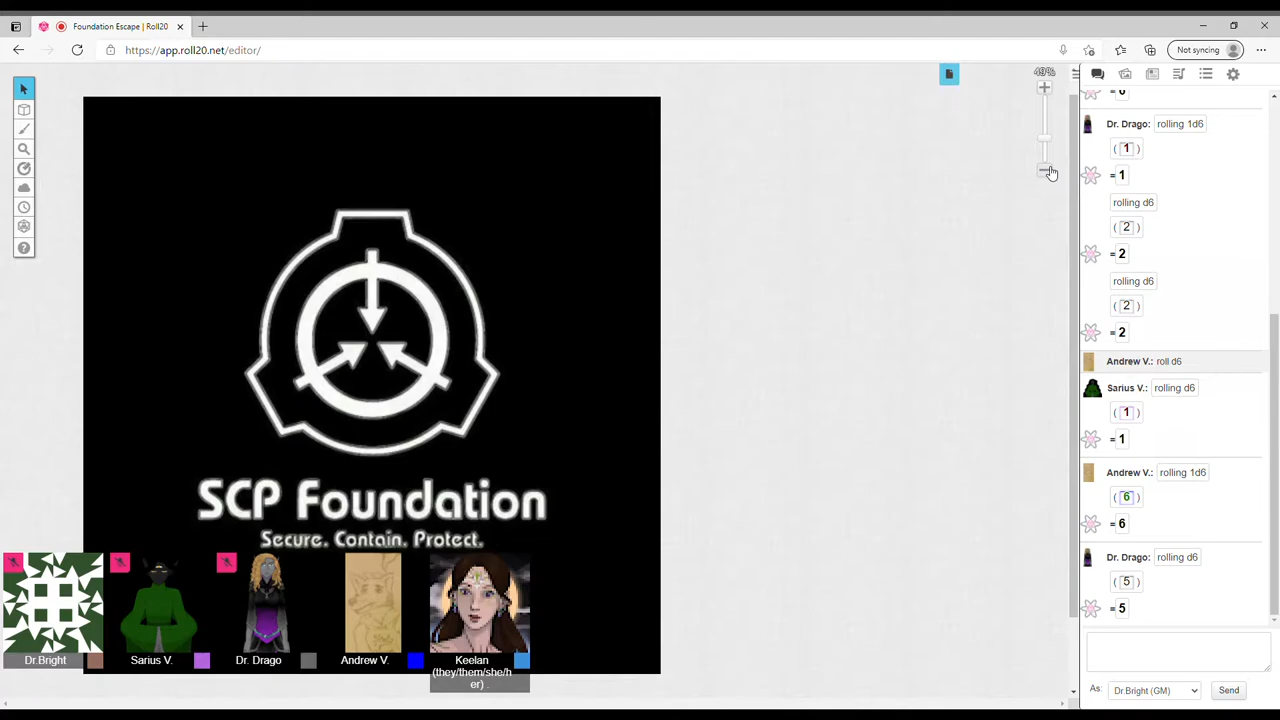 Foundation Escape | Roll20
https://app.roll20.net/editor/
Not syncing
49%
= 6
Dr. Drago: rolling 1d6
( 1 )
= 1
rolling d6
( 2 )
= 2
rolling d6
( 2 )
= 2
Andrew V.: roll d6
Sarius V.: rolling d6
( 1 )
= 1
Andrew V.: rolling 1d6
( 6 )
= 6
Dr. Drago: rolling d6
( 5 )
= 5
As: Dr.Bright (GM) Send
SCP Foundation
Secure. Contain. Protect.
Dr.Bright
Sarius V.
Dr. Drago
Andrew V.
Keelan
(they/them/she/h
er) .